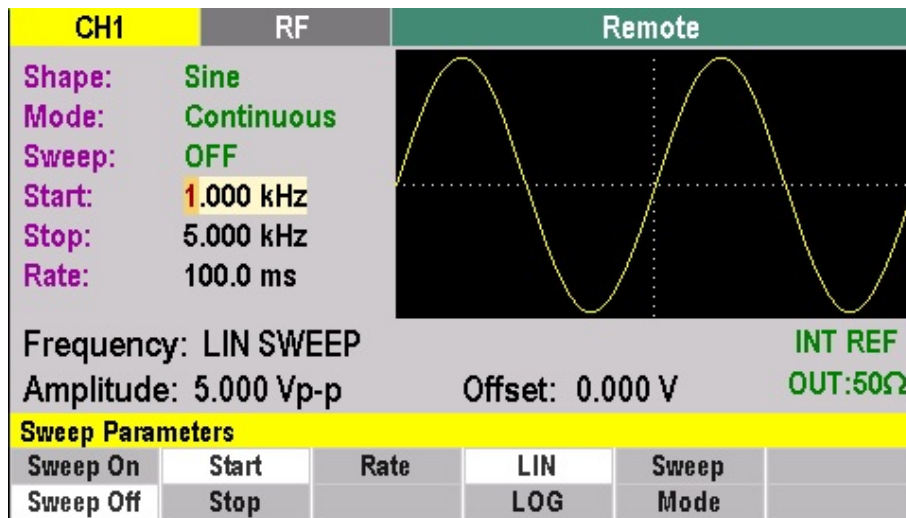 CH1 RF Remote
Shape: Sine
Mode: Continuous
Sweep: OFF
Start: 1.000 kHz
Stop: 5.000 kHz
Rate: 100.0 ms
Frequency: LIN SWEEP INT REF
Amplitude: 5.000 Vp-p Offset: 0.000 V OUT:50Ω
Sweep Parameters
Sweep On Start Rate LIN Sweep
Sweep Off Stop LOG Mode